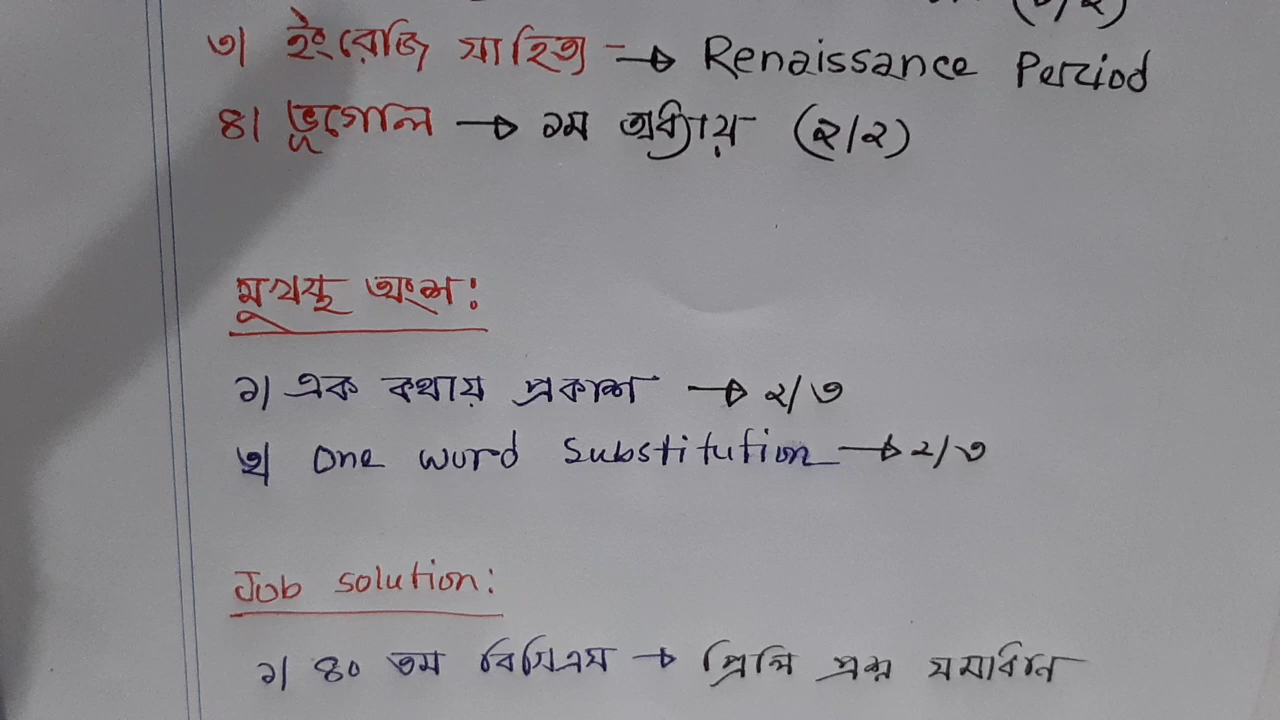 ৩) ইংরেজি সাহিত্য → Renaissance Period
৪) ভূগোল → ১ম অধ্যায় (২/২)
মুখস্থ অংশ:
১) এক কথায় প্রকাশ → ২/৩
২) One word Substitution → ২/৩
Job solution:
১) ৪০ তম বিসিএস → প্রিলি প্রশ্ন সমাধান